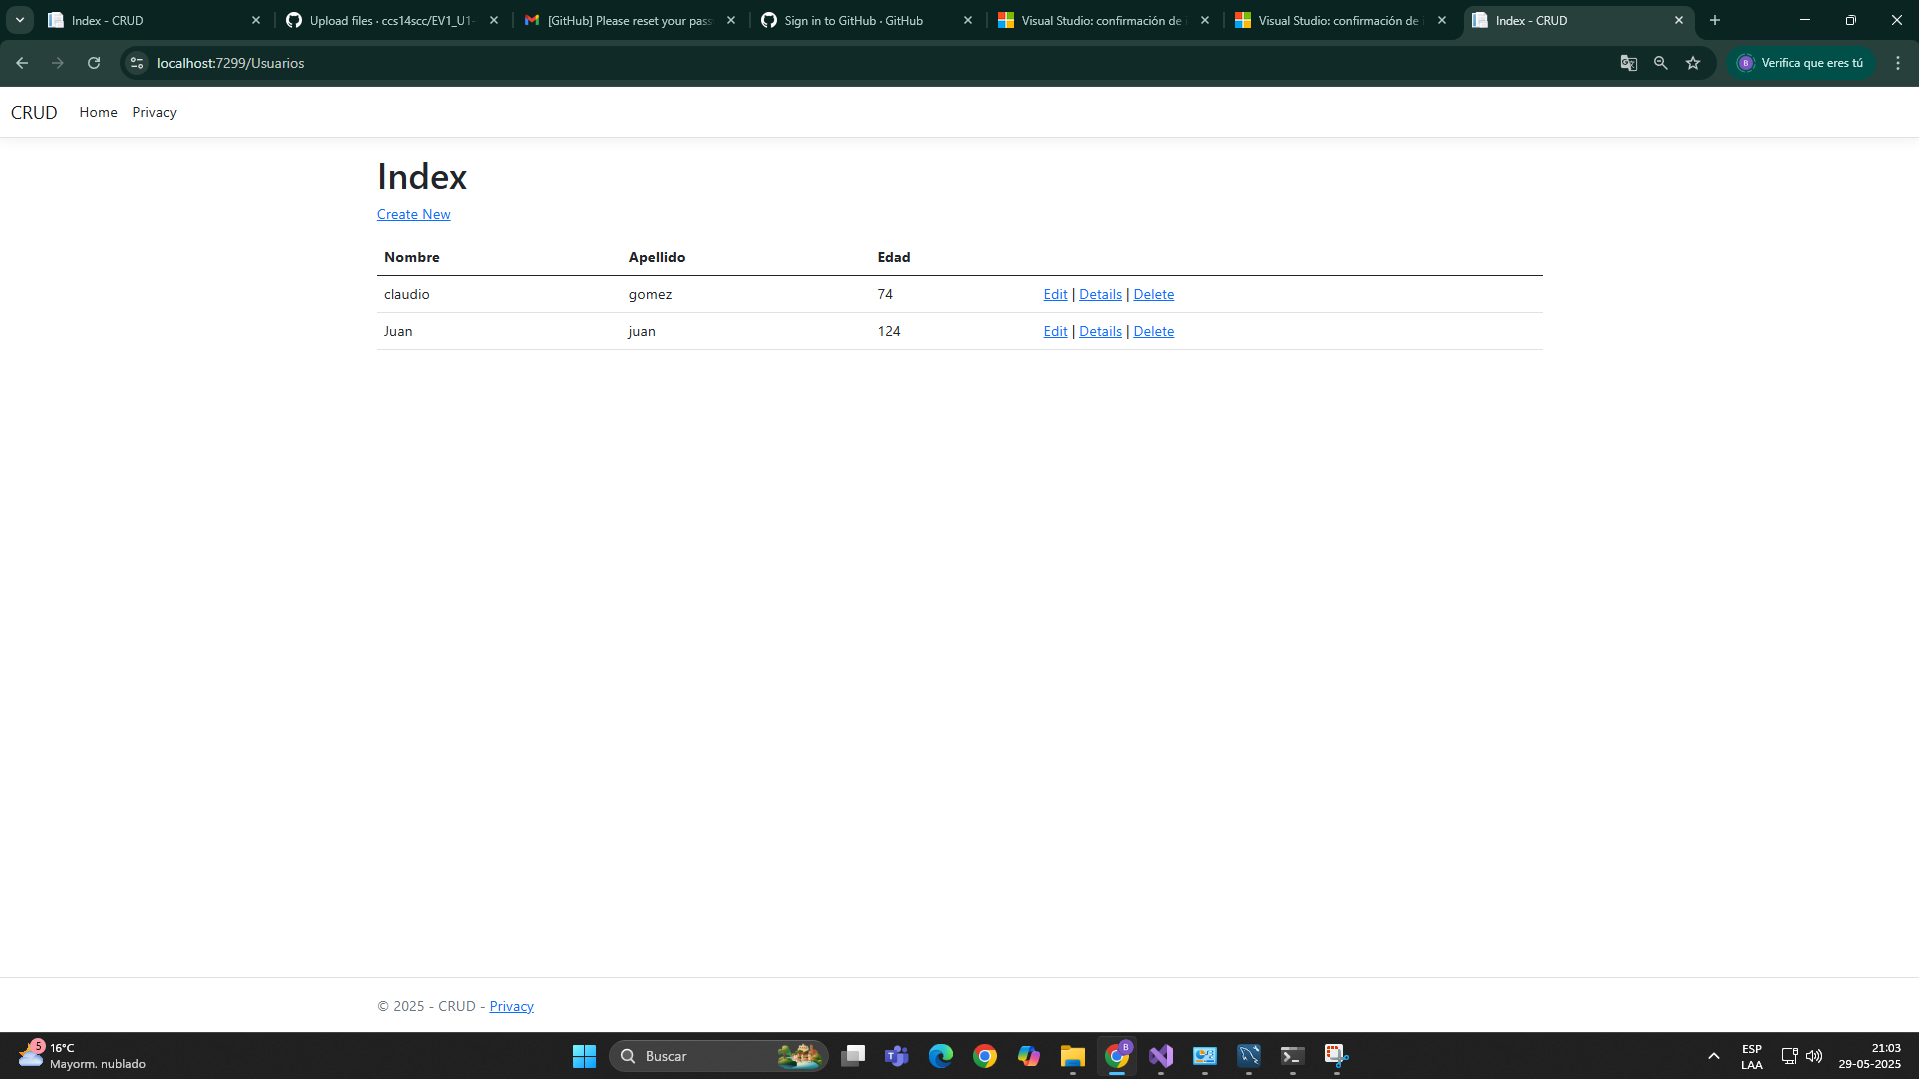 Index - CRUD
Upload files · ccs14scc/EV1_U1-
[GitHub] Please reset your pass
Sign in to GitHub · GitHub
Visual Studio: confirmación de
Visual Studio: confirmación de
Index - CRUD
localhost:7299/Usuarios
B
Verifica que eres tú
CRUD
Home
Privacy
Index
Create New
Nombre Apellido Edad
claudio gomez 74 Edit | Details | Delete
Juan juan 124 Edit | Details | Delete
© 2025 - CRUD - Privacy
5
16°C
Mayorm. nublado
Buscar
B
ESP
LAA
21:03
29-05-2025